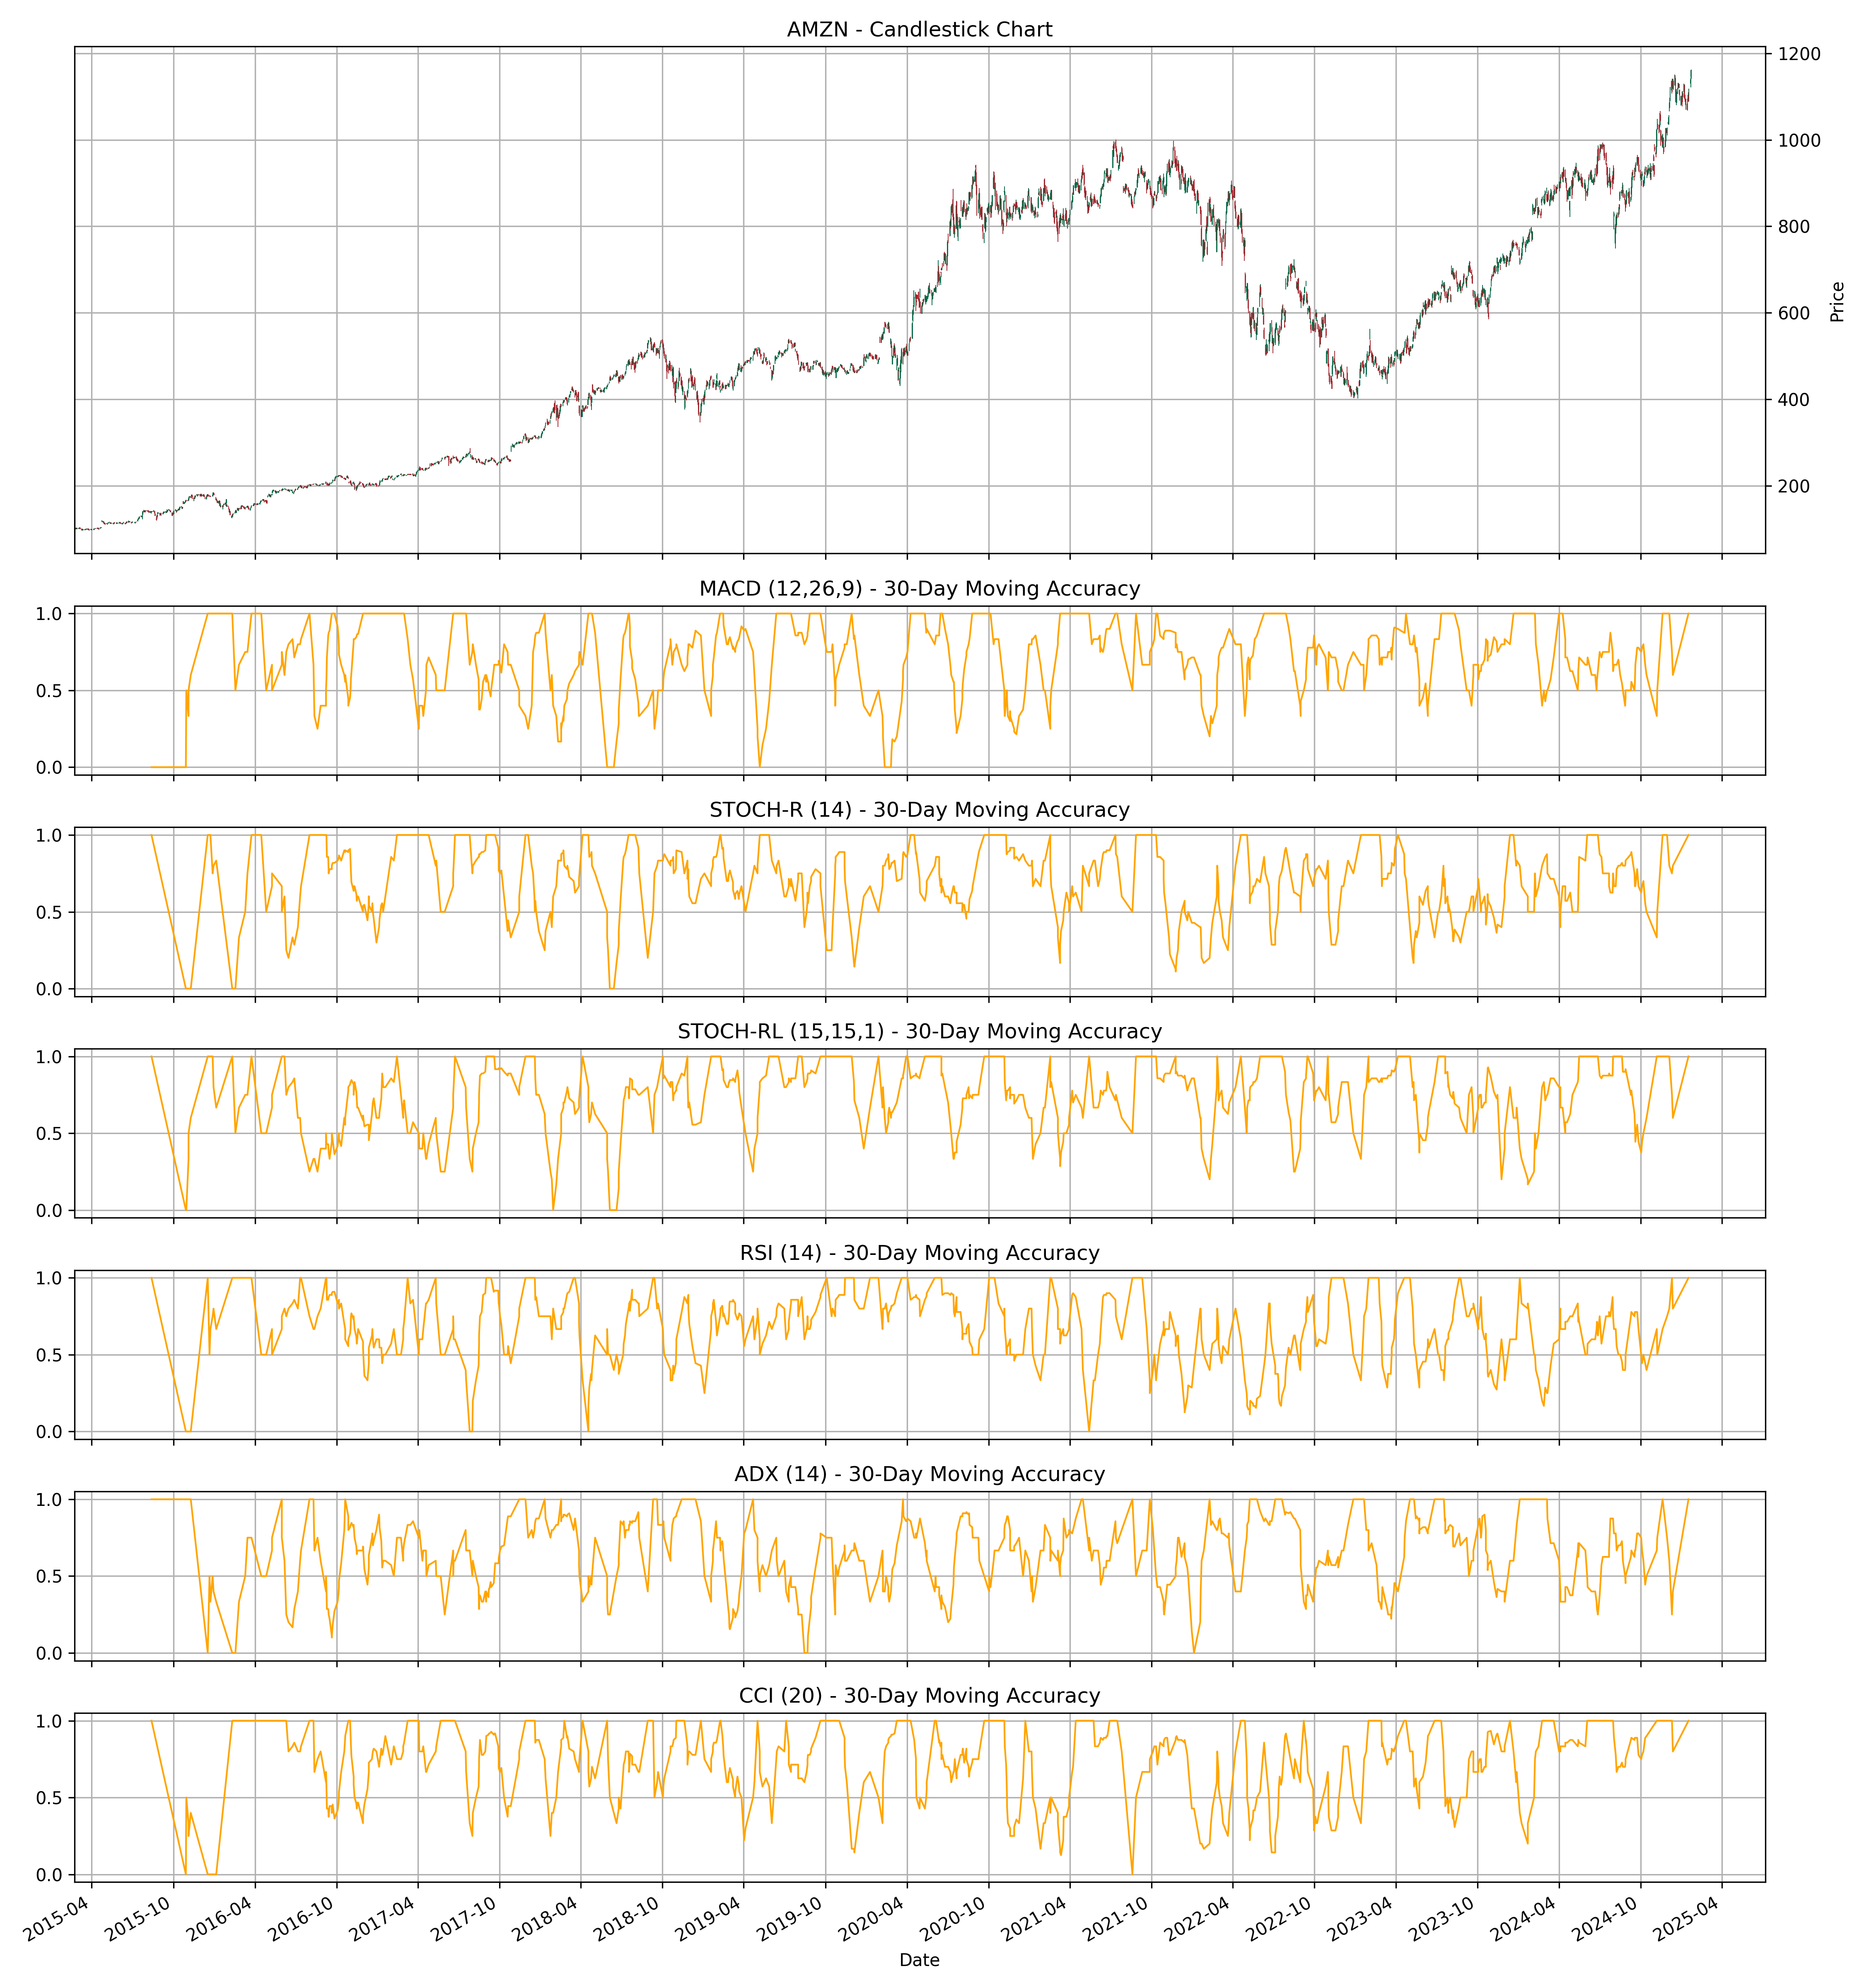 AMZN - Candlestick Chart
1200
1000
800
600
400
200
Price
MACD (12,26,9) - 30-Day Moving Accuracy
1.0
0.5
0.0
STOCH-R (14) - 30-Day Moving Accuracy
1.0
0.5
0.0
STOCH-RL (15,15,1) - 30-Day Moving Accuracy
1.0
0.5
0.0
RSI (14) - 30-Day Moving Accuracy
1.0
0.5
0.0
ADX (14) - 30-Day Moving Accuracy
1.0
0.5
0.0
CCI (20) - 30-Day Moving Accuracy
1.0
0.5
0.0
2015-04 2015-10 2016-04 2016-10 2017-04 2017-10 2018-04 2018-10 2019-04 2019-10 2020-04 2020-10 2021-04 2021-10 2022-04 2022-10 2023-04 2023-10 2024-04 2024-10 2025-04
Date